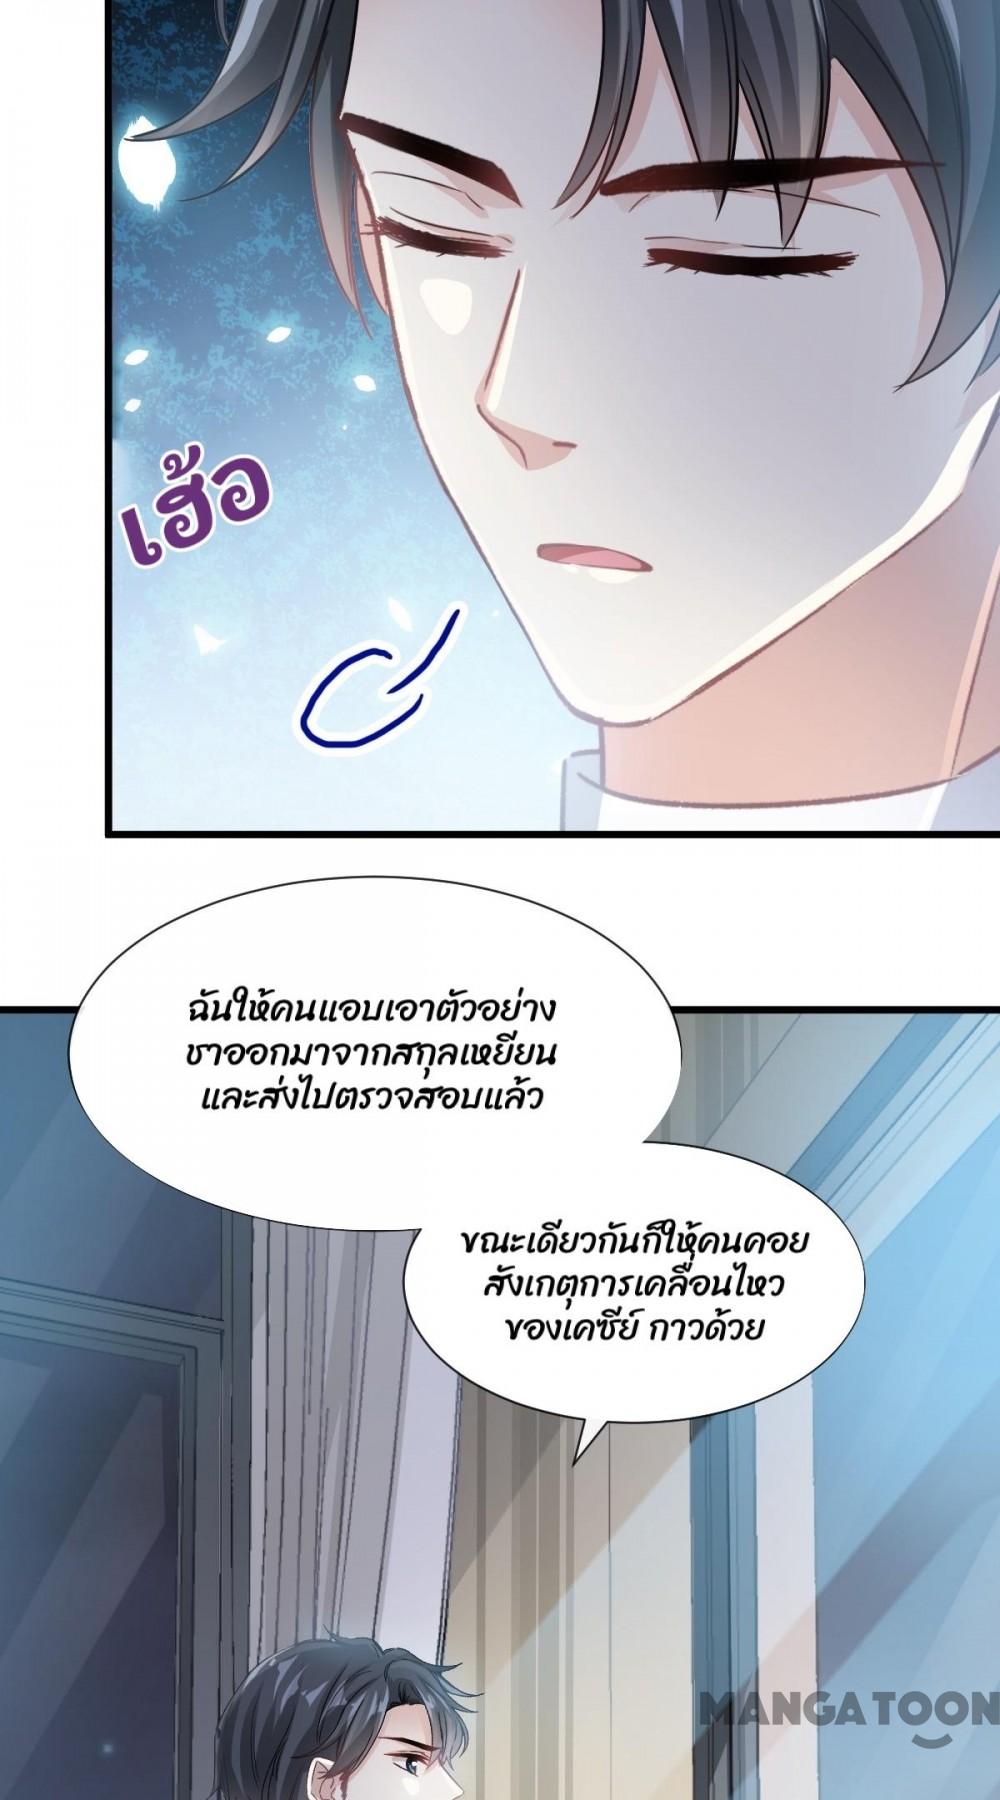 เฮ้อ
ฉันให้คนแอบเอาตัวอย่าง
ชาออกมาจากสกุลเหยียน
และส่งไปตรวจสอบแล้ว
ขณะเดียวกันก็ให้คนคอย
สังเกตุการเคลื่อนไหว
ของเคซีย์ กาวด้วย
MANGATOON